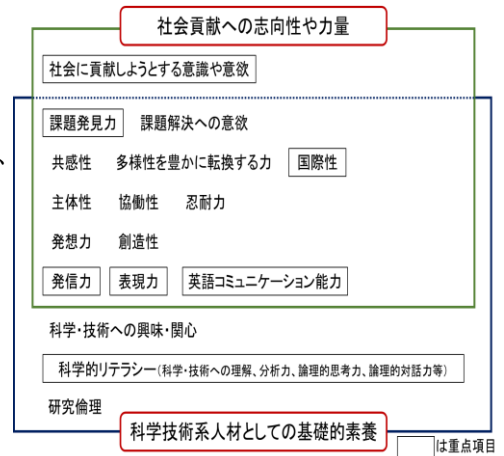 社会貢献への志向性や力量
社会に貢献しようとする意識や意欲
課題発見力 課題解決への意欲
共感性 多様性を豊かに転換する力 国際性
主体性 協働性 忍耐力
発想力 創造性
発信力 表現力 英語コミュニケーション能力
科学・技術への興味・関心
科学的リテラシー(科学・技術への理解、分析力、論理的思考力、論理的対話力等)
研究倫理
科学技術系人材としての基礎的素養
は重点項目